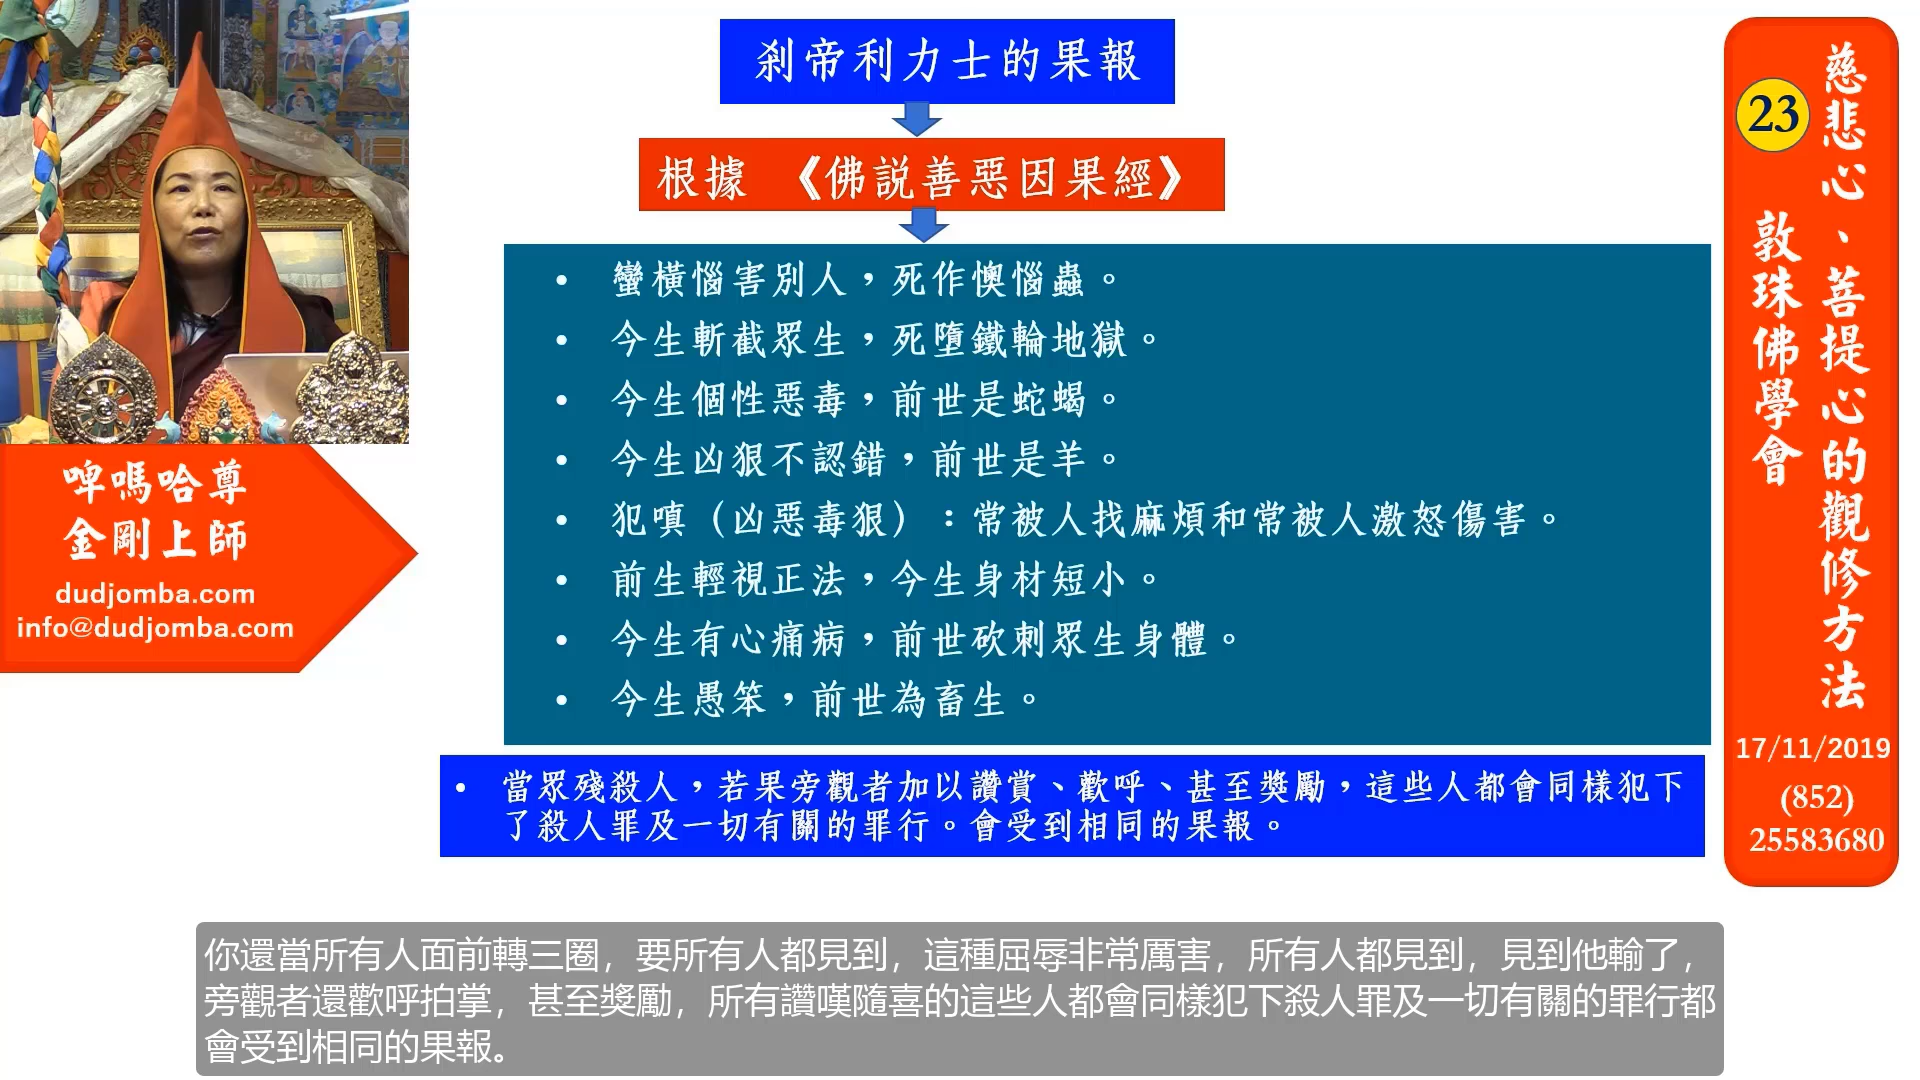 剎帝利力士的果報
根據 《佛説善惡因果經》
• 蠻橫惱害別人，死作懊惱蟲。
• 今生斬截眾生，死墮鐵輪地獄。
• 今生個性惡毒，前世是蛇蝎。
• 今生凶狠不認錯，前世是羊。
• 犯嗔（凶惡毒狠）：常被人找麻煩和常被人激怒傷害。
• 前生輕視正法，今生身材短小。
• 今生有心痛病，前世砍刺眾生身體。
• 今生愚笨，前世為畜生。
• 當眾殘殺人，若果旁觀者加以讚賞、歡呼、甚至獎勵，這些人都會同樣犯下
了殺人罪及一切有關的罪行。會受到相同的果報。
啤嗎哈尊
金剛上師
dudjomba.com
info@dudjomba.com
慈悲心、菩提心的觀修方法
23
敦珠佛學會
17/11/2019
(852)
25583680
你還當所有人面前轉三圈，要所有人都見到，這種屈辱非常厲害，所有人都見到，見到他輸了，
旁觀者還歡呼拍掌，甚至獎勵，所有讚嘆隨喜的這些人都會同樣犯下殺人罪及一切有關的罪行都
會受到相同的果報。